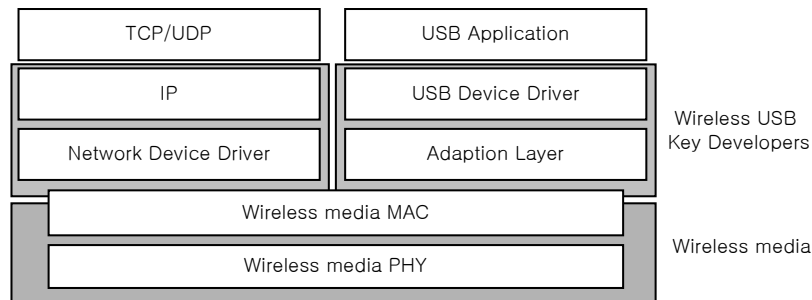 TCP/UDP
USB Application
IP
USB Device Driver
Network Device Driver
Adaption Layer
Wireless USB
Key Developers
Wireless media MAC
Wireless media PHY
Wireless media